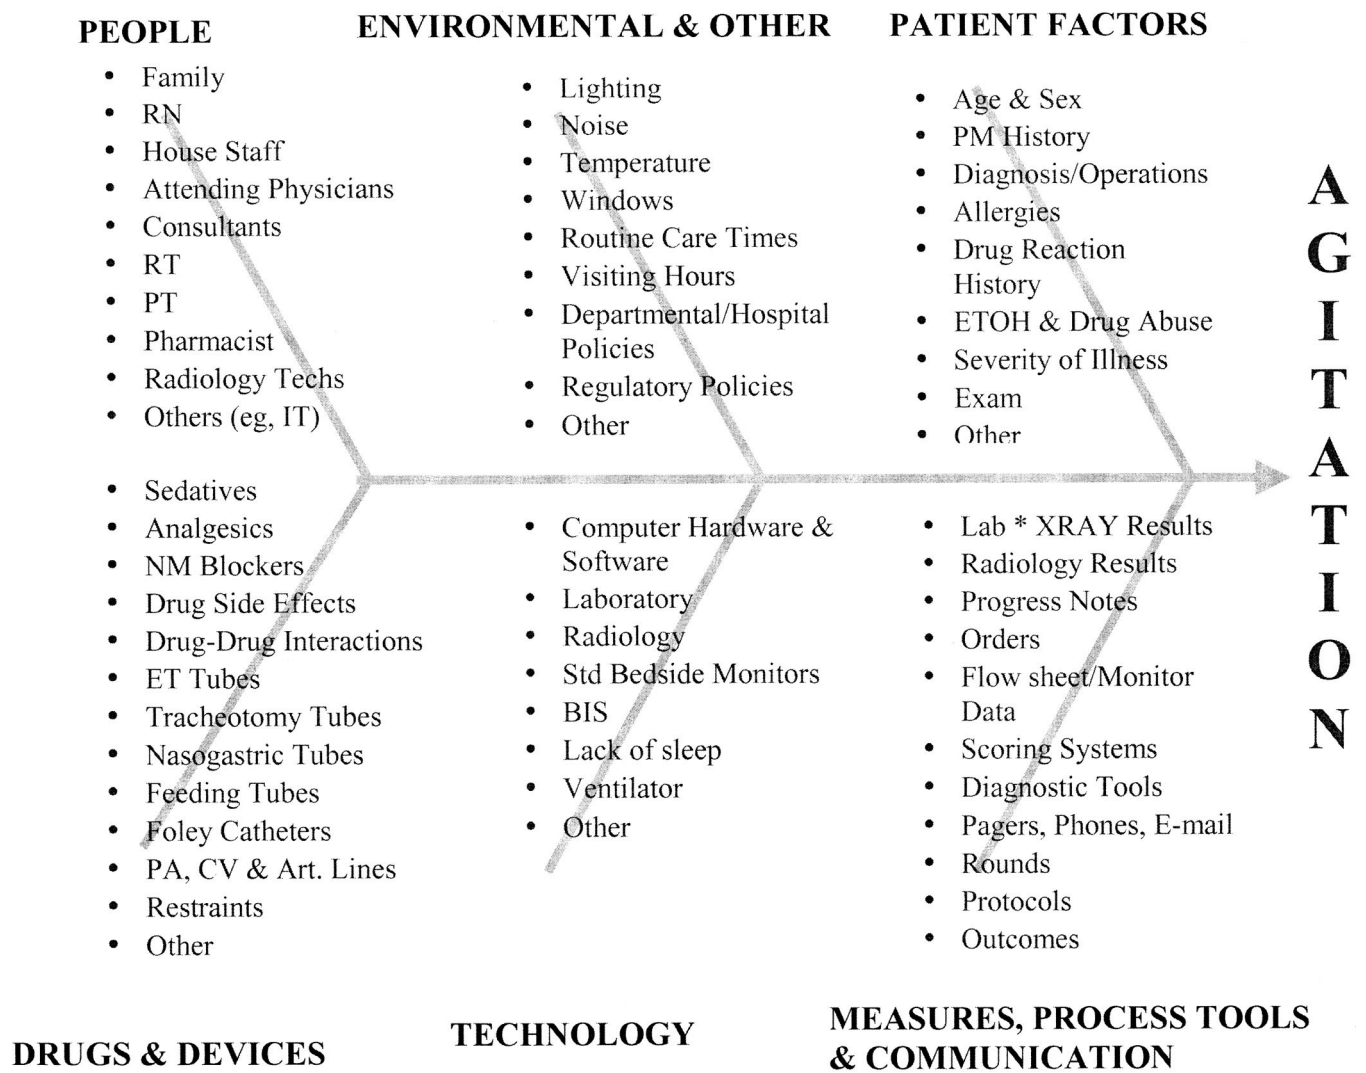 PEOPLE
• Family
• RN
• House Staff
• Attending Physicians
• Consultants
• RT
• PT
• Pharmacist
• Radiology Techs
• Others (eg, IT)
ENVIRONMENTAL & OTHER
• Lighting
• Noise
• Temperature
• Windows
• Routine Care Times
• Visiting Hours
• Departmental/Hospital
Policies
• Regulatory Policies
• Other
PATIENT FACTORS
• Age & Sex
• PM History
• Diagnosis/Operations
• Allergies
• Drug Reaction
History
• ETOH & Drug Abuse
• Severity of Illness
• Exam
• Other
AGITATION
• Sedatives
• Analgesics
• NM Blockers
• Drug Side Effects
• Drug-Drug Interactions
• ET Tubes
• Tracheotomy Tubes
• Nasogastric Tubes
• Feeding Tubes
• Foley Catheters
• PA, CV & Art. Lines
• Restraints
• Other
DRUGS & DEVICES
• Computer Hardware &
Software
• Laboratory
• Radiology
• Std Bedside Monitors
• BIS
• Lack of sleep
• Ventilator
• Other
TECHNOLOGY
• Lab * XRAY Results
• Radiology Results
• Progress Notes
• Orders
• Flow sheet/Monitor
Data
• Scoring Systems
• Diagnostic Tools
• Pagers, Phones, E-mail
• Rounds
• Protocols
• Outcomes
MEASURES, PROCESS TOOLS
& COMMUNICATION